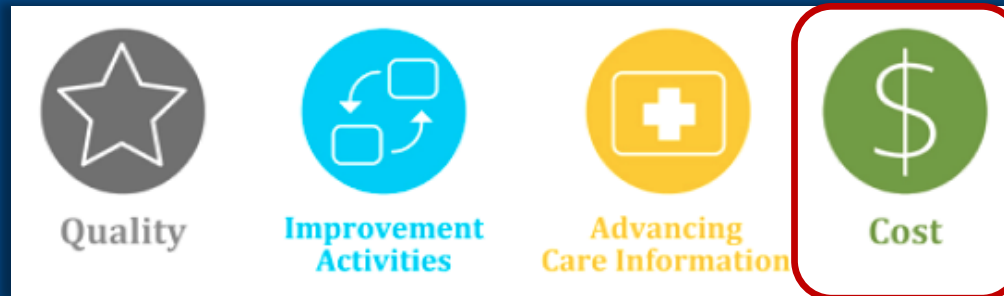 Quality
Improvement
Activities
Advancing
Care Information
$
Cost